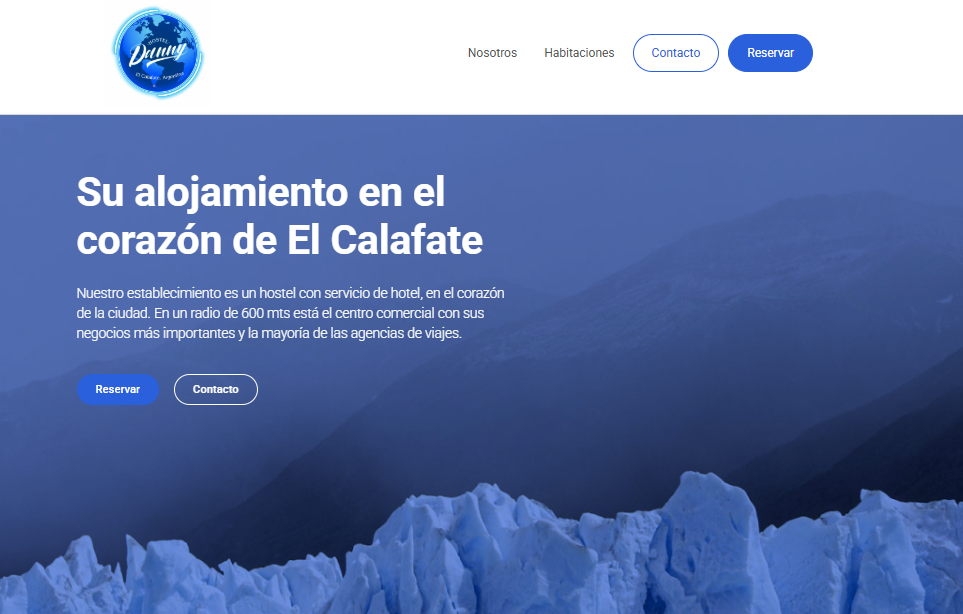 HOSTEL
Danny
El Calafate, Argentina
Nosotros
Habitaciones
Contacto
Reservar
Su alojamiento en el
corazón de El Calafate
Nuestro establecimiento es un hostel con servicio de hotel, en el corazón
de la ciudad. En un radio de 600 mts está el centro comercial con sus
negocios más importantes y la mayoría de las agencias de viajes.
Reservar
Contacto